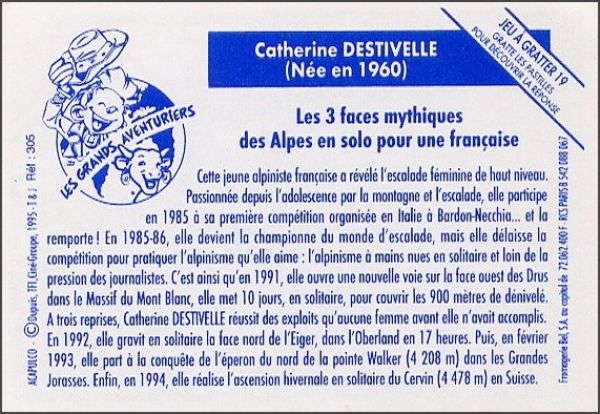 Catherine DESTIVELLE
(Née en 1960)
JEU À GRATTER 19
GRATTE LES PASTILLES
POUR DÉCOUVRIR LA RÉPONSE
LES GRANDS AVENTURIERS
Les 3 faces mythiques
des Alpes en solo pour une française
Cette jeune alpiniste française a révélé l'escalade féminine de haut niveau.
Passionnée depuis l'adolescence par la montagne et l'escalade, elle participe
en 1985 à sa première compétition organisée en Italie à Bardon-Necchia... et la
remporte ! En 1985-86, elle devient la championne du monde d'escalade, mais elle délaisse la
compétition pour pratiquer l'alpinisme qu'elle aime : l'alpinisme à mains nues en solitaire et loin de la
pression des journalistes. C'est ainsi qu'en 1991, elle ouvre une nouvelle voie sur la face ouest des Drus
dans le Massif du Mont Blanc, elle met 10 jours, en solitaire, pour couvrir les 900 mètres de dénivelé.
A trois reprises, Catherine DESTIVELLE réussit des exploits qu'aucune femme avant elle n'avait accomplis.
En 1992, elle gravit en solitaire la face nord de l'Eiger, dans l'Oberland en 17 heures. Puis, en février
1993, elle part à la conquête de l'éperon du nord de la pointe Walker (4 208 m) dans les Grandes
Jorasses. Enfin, en 1994, elle réalise l'ascension hivernale en solitaire du Cervin (4 478 m) en Suisse.
ACAPULCO - © Dupuis, TF1, Ciné-Groupe, 1995 - T & J Réf : 305
Fromagerie Bel, S.A. au capital de 72.062.400 F. RCS PARIS B 542 088 067